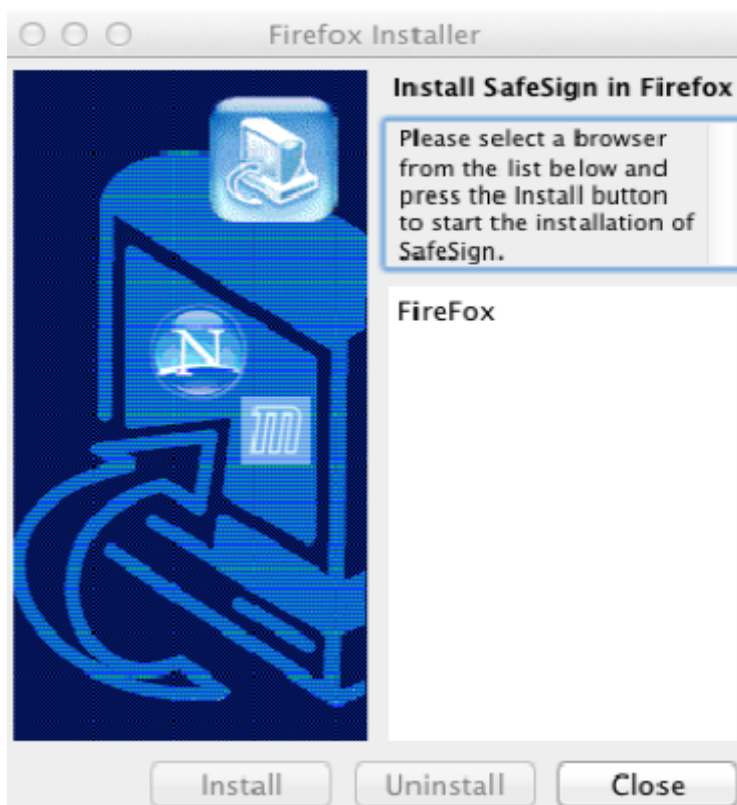 Firefox Installer
Install SafeSign in Firefox
Please select a browser
from the list below and
press the Install button
to start the installation of
SafeSign.
FireFox
N
m
Install Uninstall Close